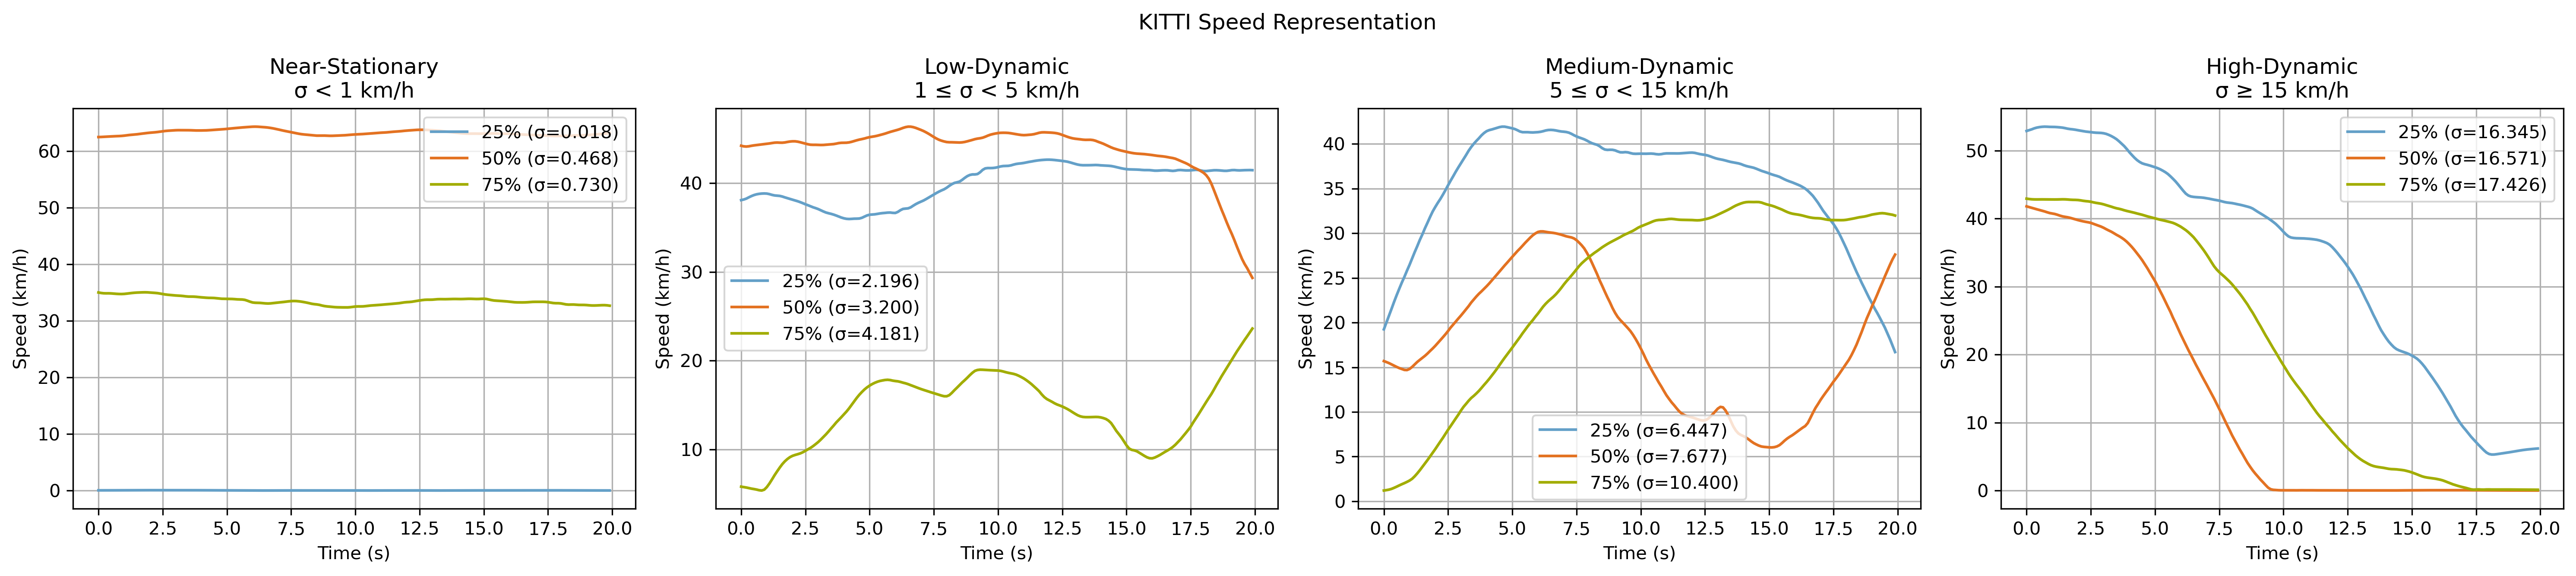 KITTI Speed Representation
Near-Stationary
σ < 1 km/h
Speed (km/h)
60
50
40
30
20
10
0
25% (σ=0.018)
50% (σ=0.468)
75% (σ=0.730)
0.0 2.5 5.0 7.5 10.0 12.5 15.0 17.5 20.0
Time (s)
Low-Dynamic
1 ≤ σ < 5 km/h
Speed (km/h)
40
30
20
10
25% (σ=2.196)
50% (σ=3.200)
75% (σ=4.181)
0.0 2.5 5.0 7.5 10.0 12.5 15.0 17.5 20.0
Time (s)
Medium-Dynamic
5 ≤ σ < 15 km/h
Speed (km/h)
40
35
30
25
20
15
10
5
0
25% (σ=6.447)
50% (σ=7.677)
75% (σ=10.400)
0.0 2.5 5.0 7.5 10.0 12.5 15.0 17.5 20.0
Time (s)
High-Dynamic
σ ≥ 15 km/h
Speed (km/h)
50
40
30
20
10
0
25% (σ=16.345)
50% (σ=16.571)
75% (σ=17.426)
0.0 2.5 5.0 7.5 10.0 12.5 15.0 17.5 20.0
Time (s)